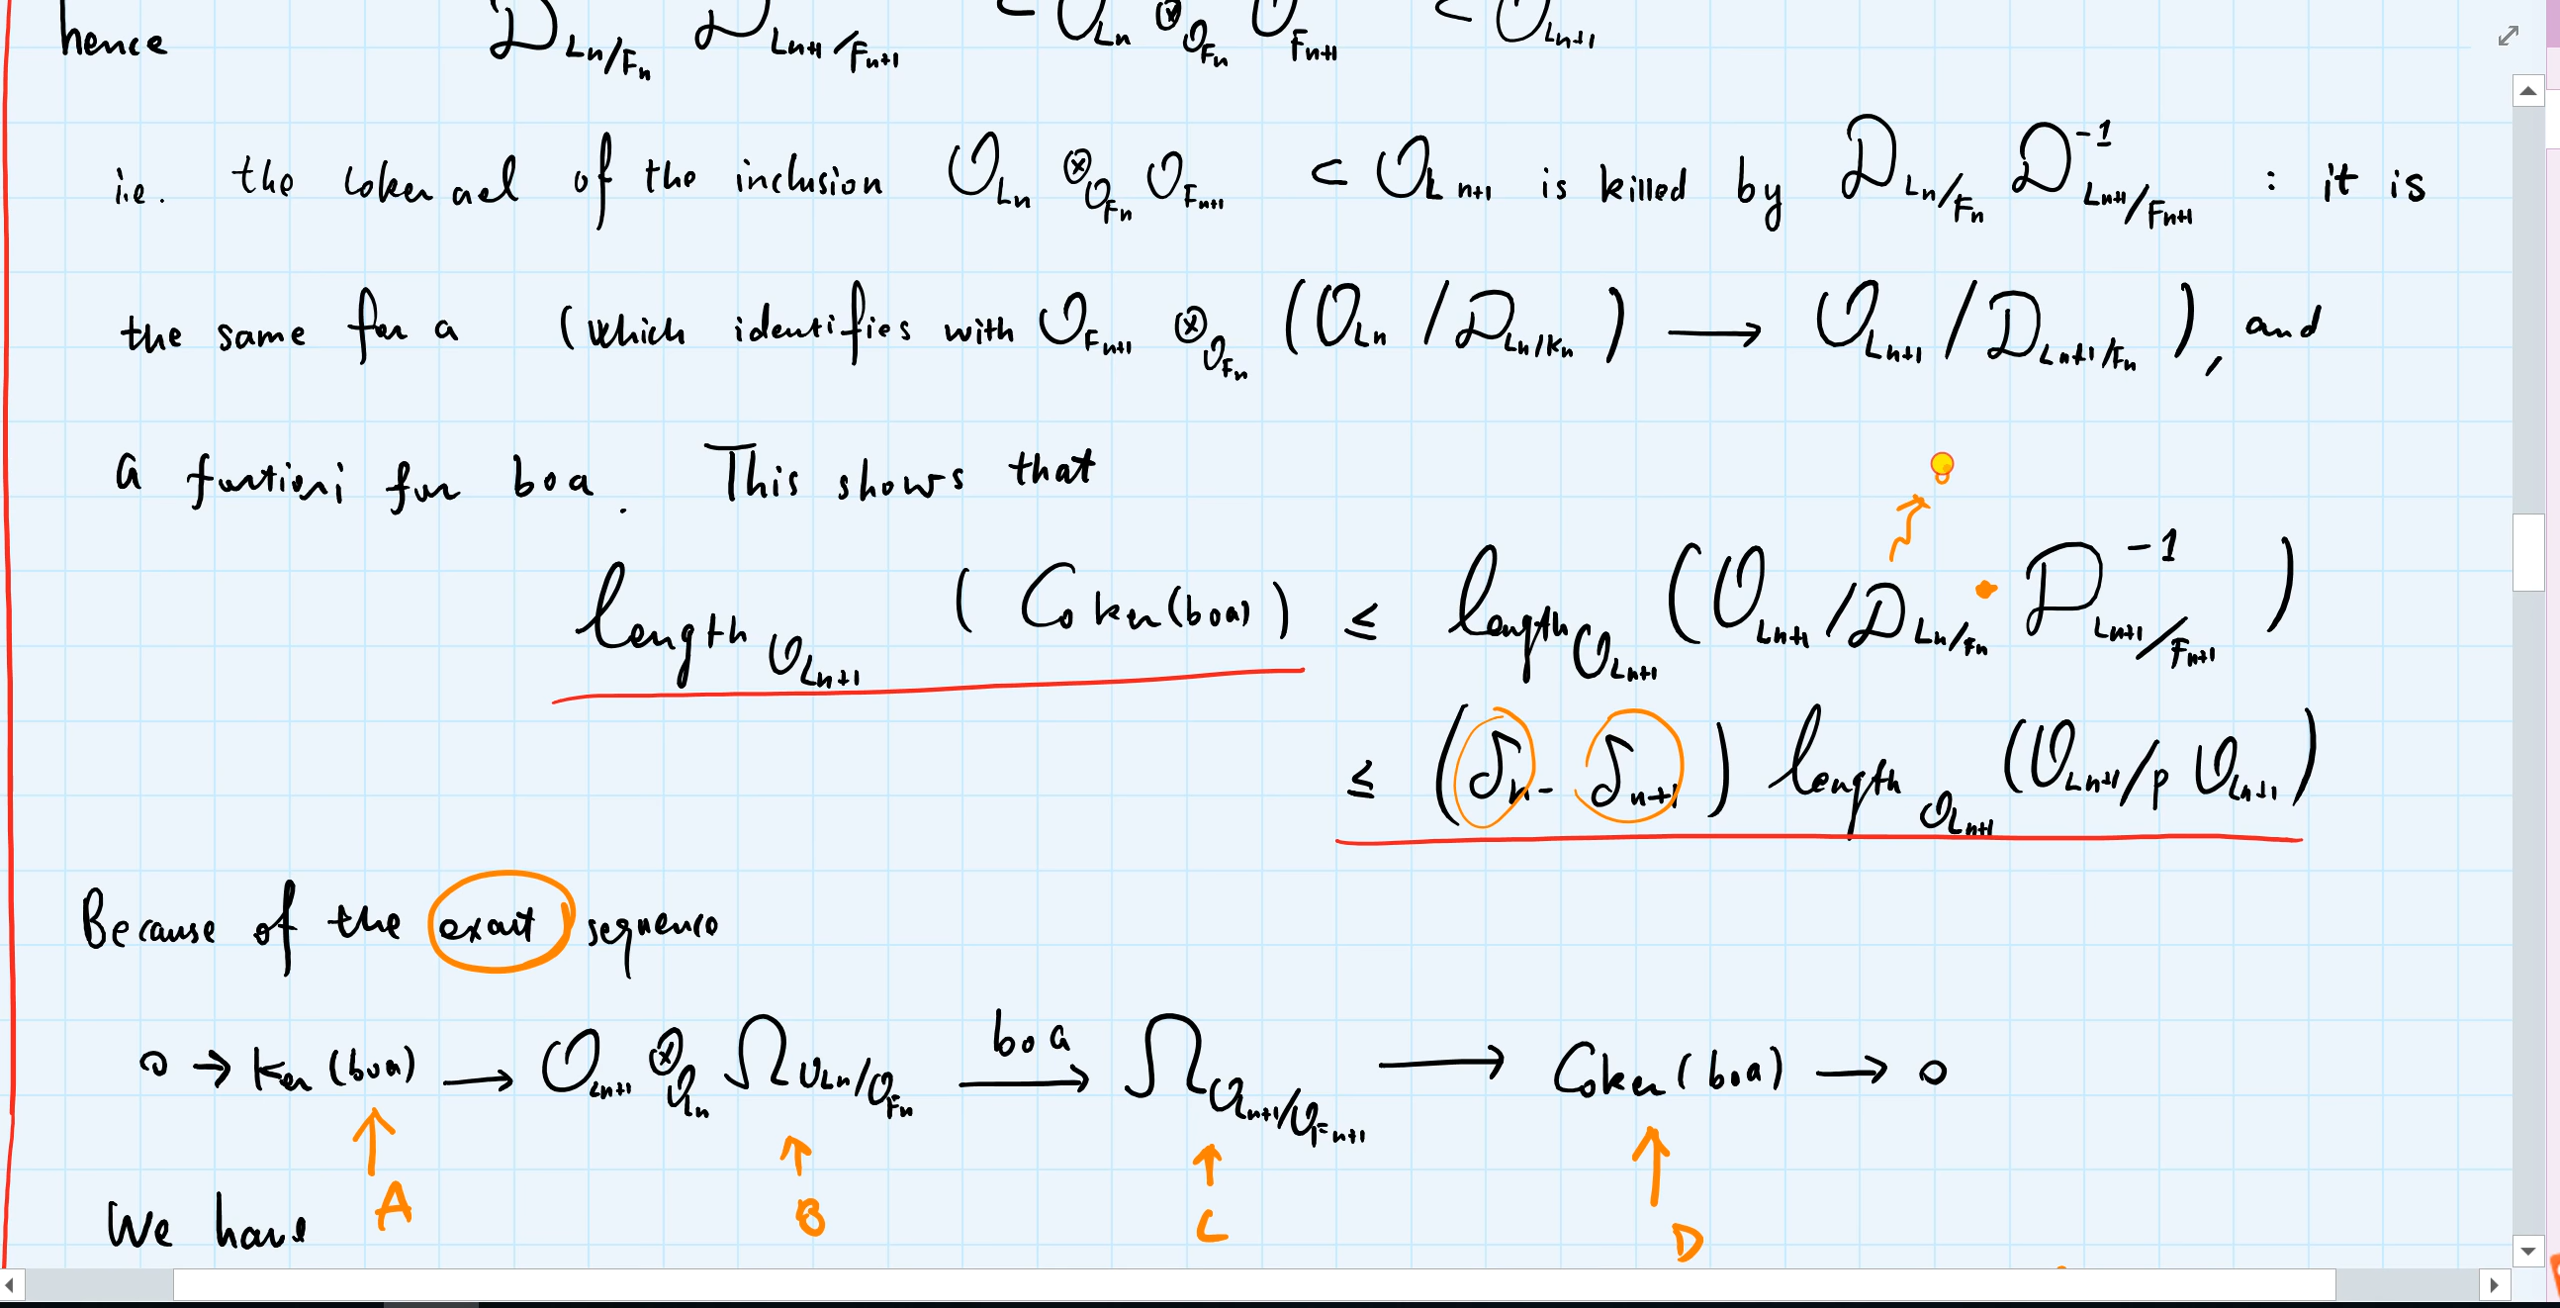 hence D_{Ln/Fn} D_{Ln+1/Fn+1} ⊂ O_{Ln} ⊗_{O_{Fn}} O_{Fn+1} ⊂ O_{Ln+1}
i.e. the cokernel of the inclusion O_{Ln} ⊗_{O_{Fn}} O_{Fn+1} ⊂ O_{Ln+1} is killed by D_{Ln/Fn} D^{-1}_{Ln+1/Fn+1} : it is
the same for a (which identifies with O_{Fn+1} ⊗_{O_{Fn}} (O_{Ln} / D_{Ln/Kn}) → O_{Ln+1} / D_{Ln+1/Fn}), and
a fortiori for boa. This shows that
length_{O_{Ln+1}} (Coker(boa)) ≤ length_{O_{Ln+1}} (O_{Ln+1} / D_{Ln/Fn} · D^{-1}_{Ln+1/Fn+1})
≤ (δ_n - δ_{n+1}) length_{O_{Ln+1}} (O_{Ln+1} / p O_{Ln+1})
Because of the exact sequence
0 → Ker (boa) → O_{Ln+1} ⊗_{O_{Ln}} Ω_{O_{Ln}/O_{Fn}} boa → Ω_{O_{Ln+1}/O_{Fn+1}} → Coker(boa) → 0
A B C D
We have